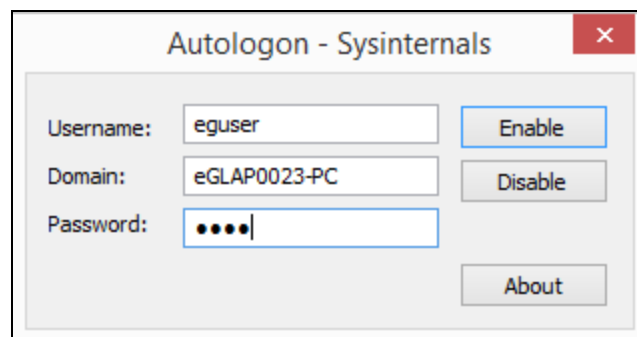 Autologon - Sysinternals
Username: eguser Enable
Domain: eGLAP0023-PC Disable
Password: ••••
About